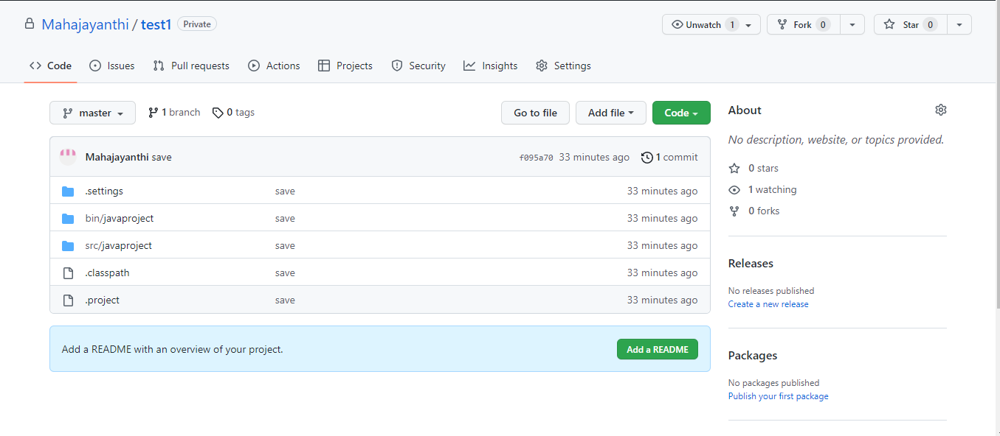 Mahajayanthi / test1 Private Unwatch 1 Fork 0 Star 0
Code Issues Pull requests Actions Projects Security Insights Settings
master 1 branch 0 tags Go to file Add file Code
Mahajayanthi save f095a70 33 minutes ago 1 commit
.settings save 33 minutes ago
bin/javaproject save 33 minutes ago
src/javaproject save 33 minutes ago
.classpath save 33 minutes ago
.project save 33 minutes ago
Add a README with an overview of your project. Add a README
About
No description, website, or topics provided.
0 stars
1 watching
0 forks
Releases
No releases published
Create a new release
Packages
No packages published
Publish your first package